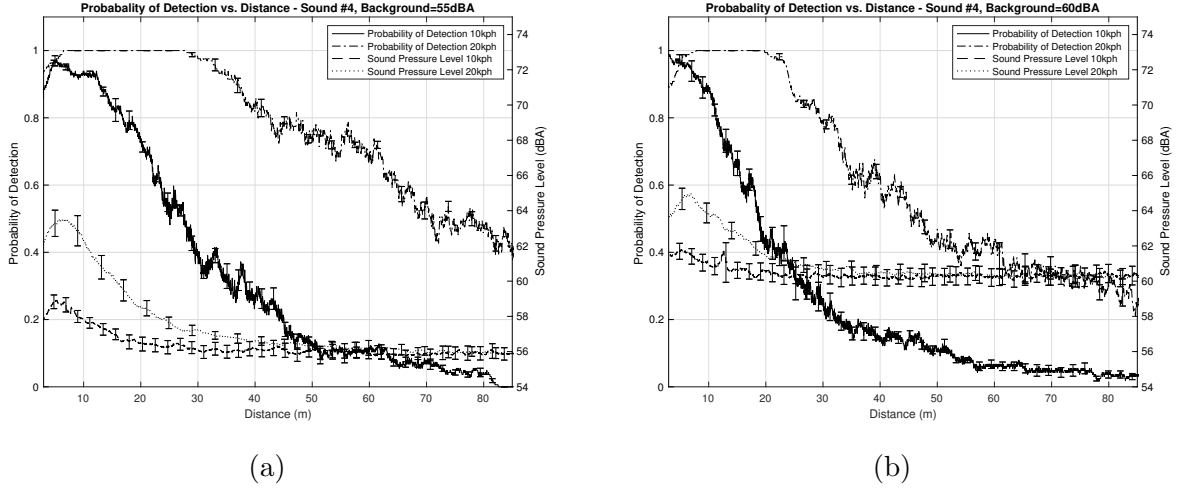 Probabality of Detection vs. Distance - Sound #4, Background=55dBA
Probability of Detection 10kph
Probability of Detection 20kph
Sound Pressure Level 10kph
Sound Pressure Level 20kph
Probability of Detection
1
0.8
0.6
0.4
0.2
0
74
72
70
68
66
64
62
60
58
56
54
Sound Pressure Level (dBA)
10 20 30 40 50 60 70 80
Distance (m)
(a)
Probability of Detection vs. Distance - Sound #4, Background=60dBA
Probability of Detection 10kph
Probability of Detection 20kph
Sound Pressure Level 10kph
Sound Pressure Level 20kph
Probability of Detection
1
0.8
0.6
0.4
0.2
0
74
72
70
68
66
64
62
60
58
56
54
Sound Pressure Level (dBA)
10 20 30 40 50 60 70 80
Distance (m)
(b)